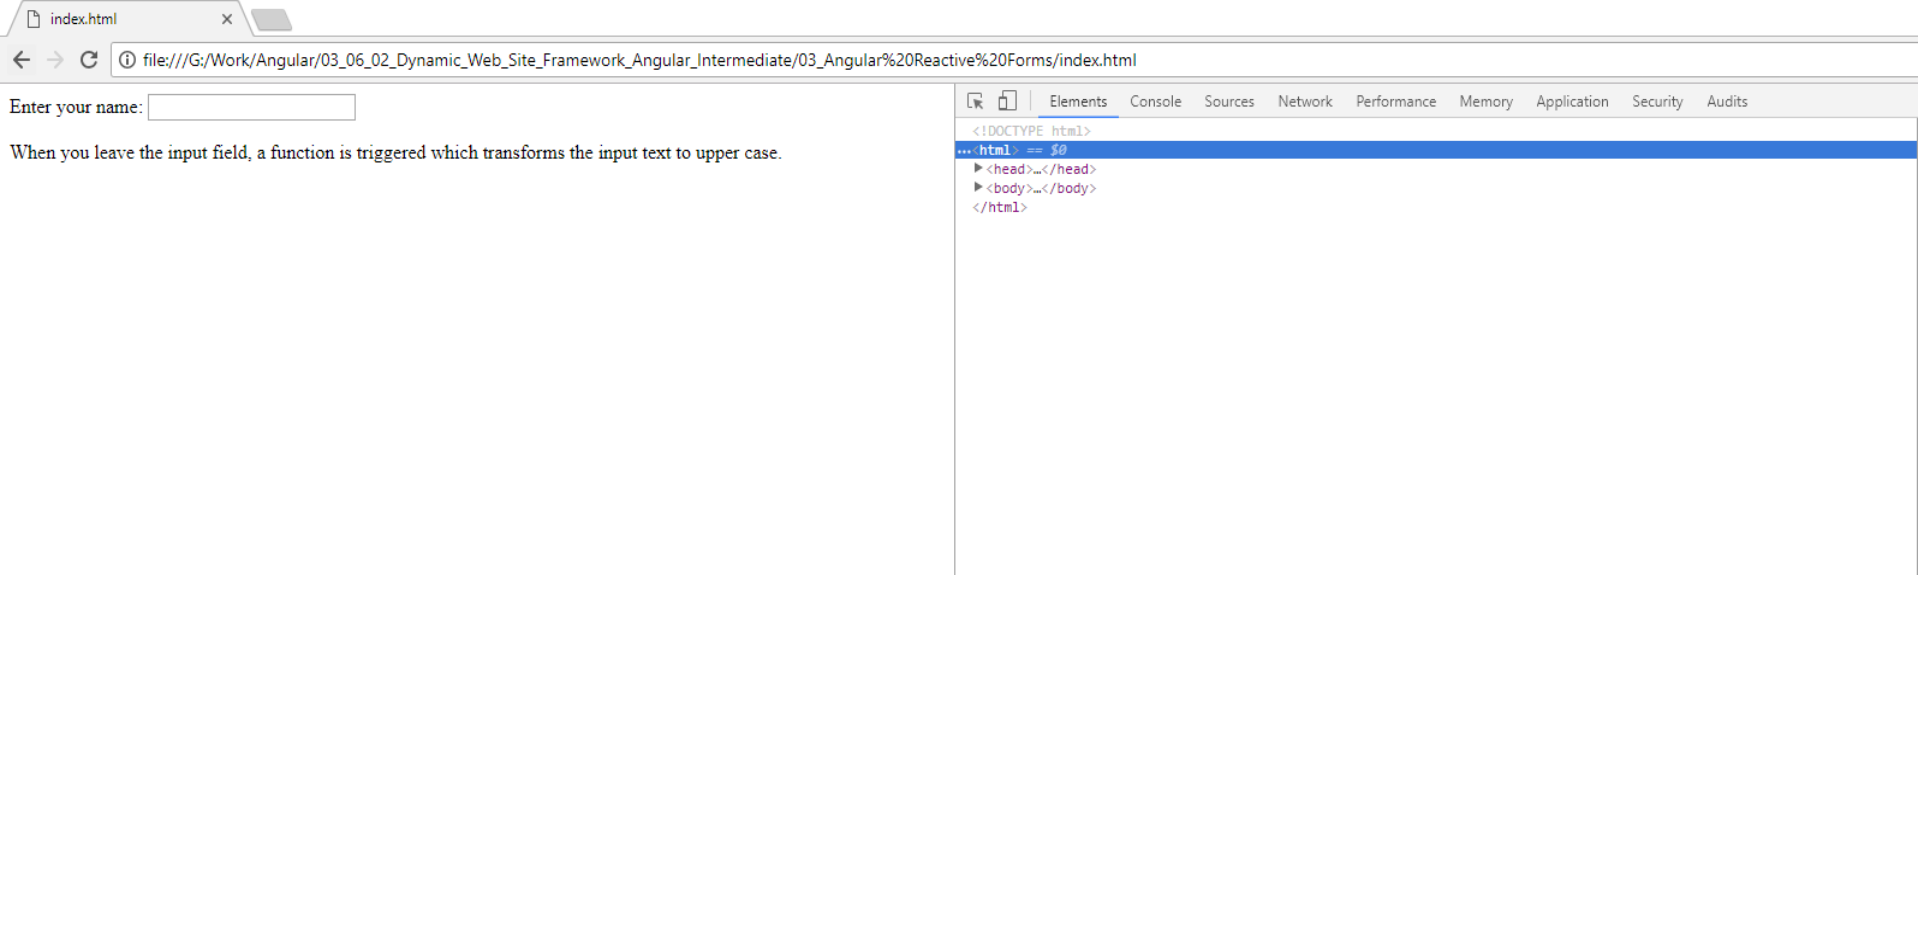 index.html
file:///G:/Work/Angular/03_06_02_Dynamic_Web_Site_Framework_Angular_Intermediate/03_Angular%20Reactive%20Forms/index.html
Enter your name:
When you leave the input field, a function is triggered which transforms the input text to upper case.
Elements Console Sources Network Performance Memory Application Security Audits
<!DOCTYPE html>
...<html> == $0
<head>…</head>
<body>…</body>
</html>